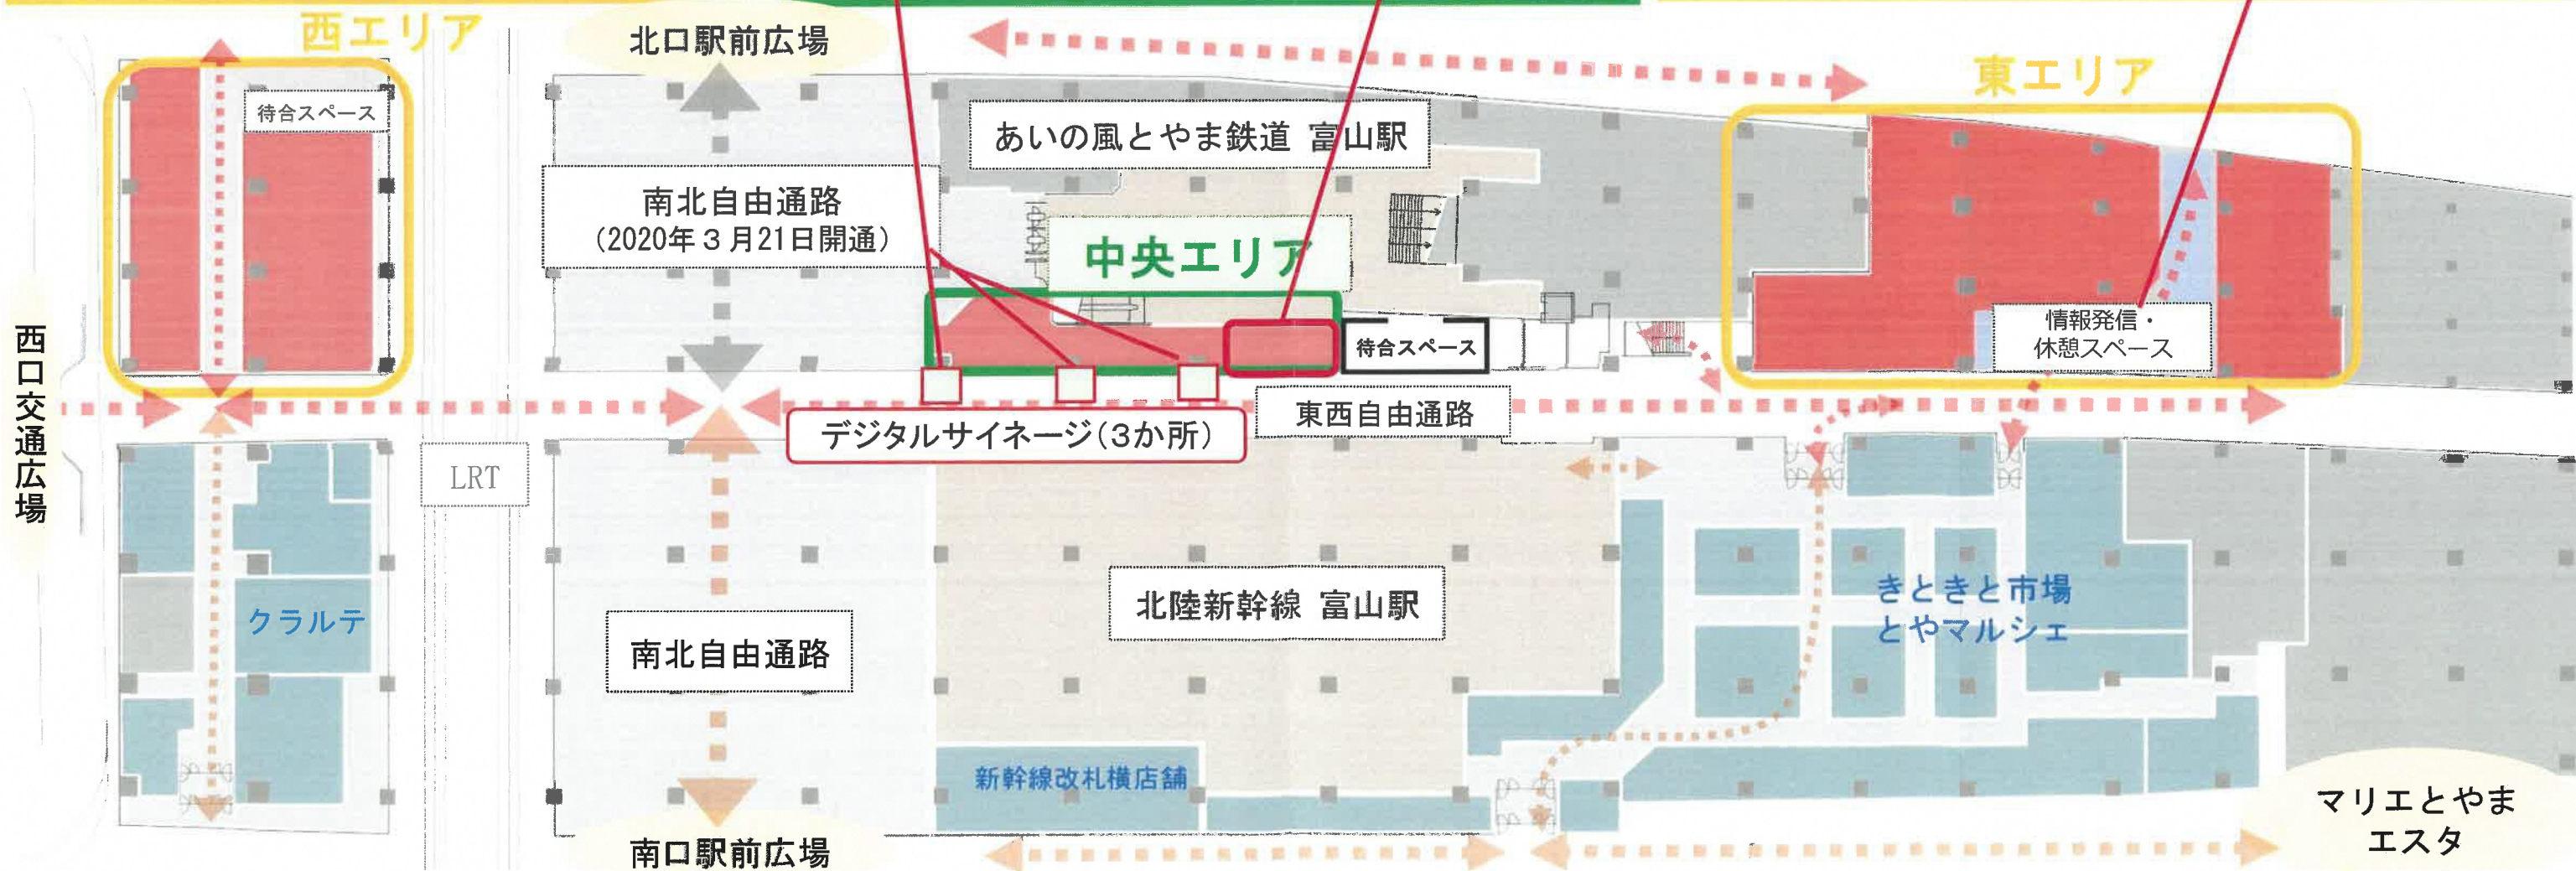 西エリア
北口駅前広場
東エリア
待合スペース
あいの風とやま鉄道 富山駅
南北自由通路
（2020年３月21日開通）
中央エリア
待合スペース
情報発信・
休憩スペース
西口交通広場
東西自由通路
デジタルサイネージ（3か所）
LRT
クラルテ
南北自由通路
北陸新幹線 富山駅
きときと市場
とやマルシェ
新幹線改札横店舗
南口駅前広場
マリエとやま
エスタ